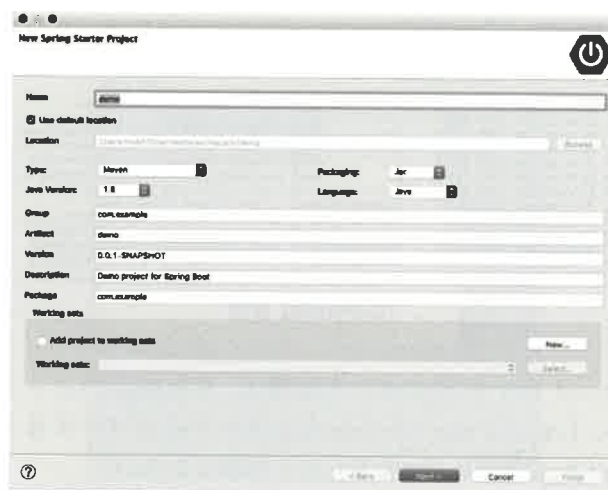 New Spring Starter Project
Name demo
Use default location
Location Browse
Type: Maven Packaging: Jar
Java Version: 1.8 Language: Java
Group com.example
Artifact demo
Version 0.0.1-SNAPSHOT
Description Demo project for Spring Boot
Package com.example
Working sets
Add project to working sets New...
Working sets: Select...
? < Back Next > Cancel Finish